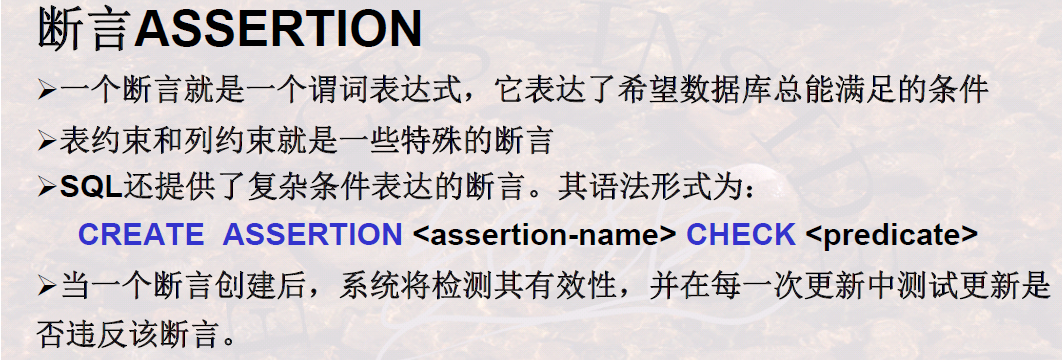 断言ASSERTION
➢一个断言就是一个谓词表达式，它表达了希望数据库总能满足的条件
➢表约束和列约束就是一些特殊的断言
➢SQL还提供了复杂条件表达的断言。其语法形式为：
CREATE ASSERTION <assertion-name> CHECK <predicate>
➢当一个断言创建后，系统将检测其有效性，并在每一次更新中测试更新是
否违反该断言。